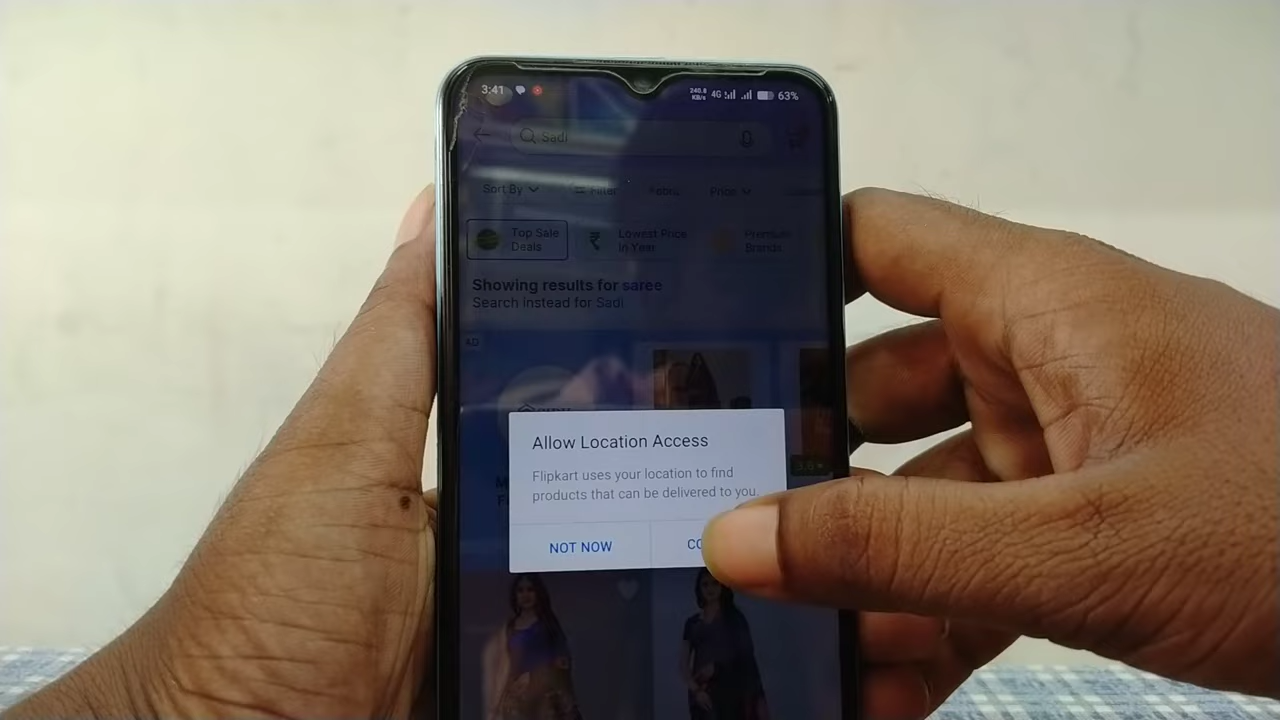 3:41 240.8 KB/s 4G 63%
Sadi
Sort By Filter Price
Top Sale Deals
Lowest Price in Year
Premium Brands
Showing results for saree
Search instead for Sadi
AD
Allow Location Access
Flipkart uses your location to find
products that can be delivered to you.
NOT NOW CO